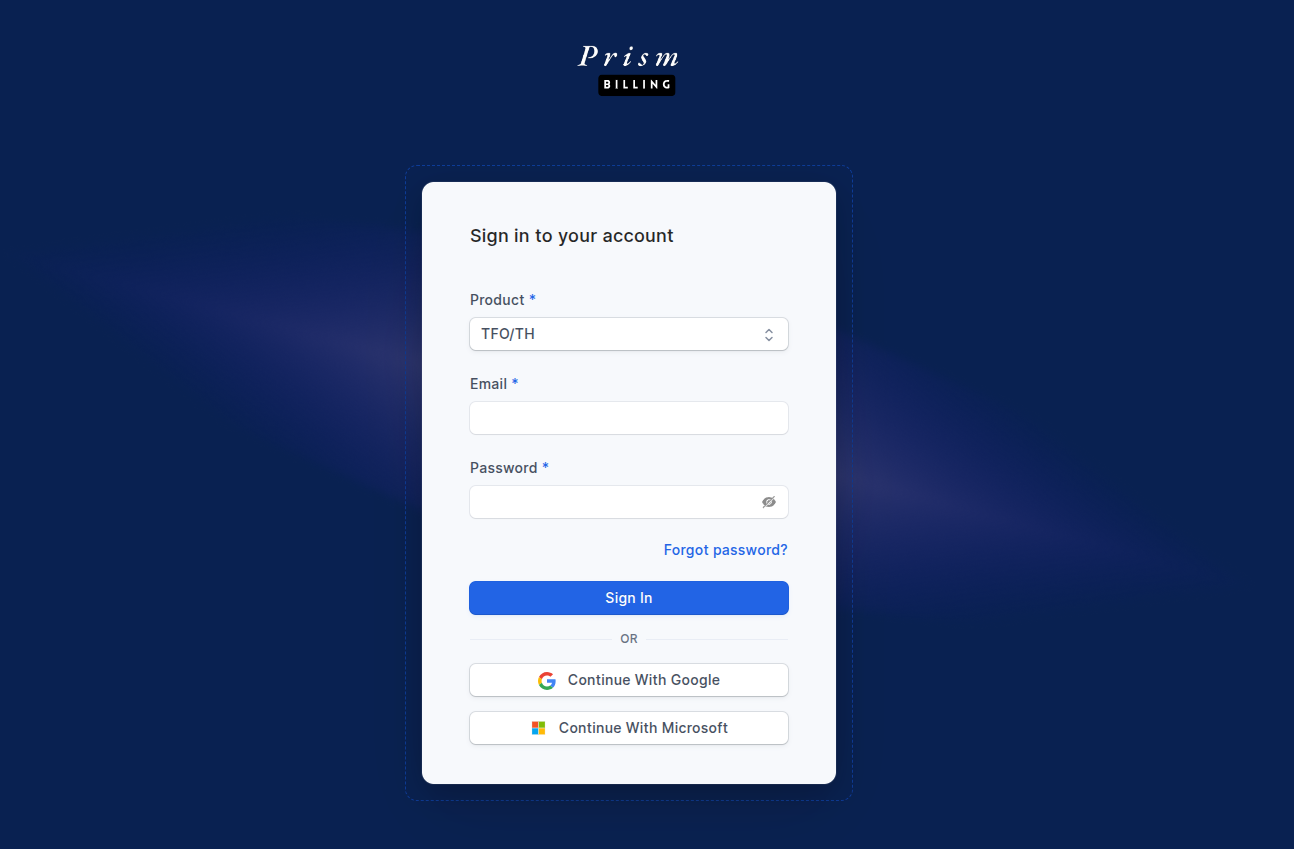 Prism
BILLING
Sign in to your account
Product *
TFO/TH
Email *
Password *
Forgot password?
Sign In
OR
Continue With Google
Continue With Microsoft